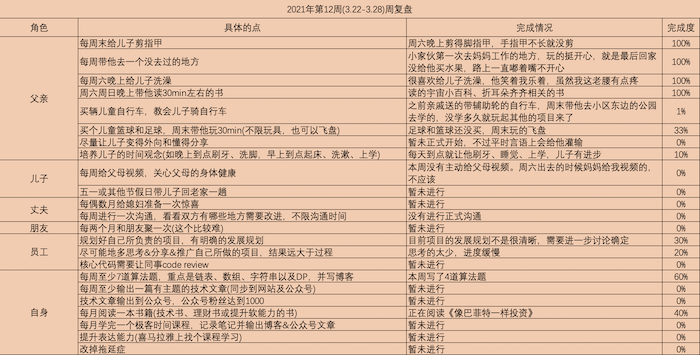 2021年第12周(3.22-3.28)周复盘
角色 具体的点 完成情况 完成度
父亲
每周末给儿子剪指甲 周六晚上剪得脚指甲，手指甲不长就没剪 100%
每周带他去一个没去过的地方 小家伙第一次去妈妈工作的地方，玩的挺开心，就是最后回家
没给他买水果，路上一直嘟着嘴不开心 100%
每周六晚上给儿子洗澡 很喜欢给儿子洗澡，他笑着我乐着，虽然我这老腰有点疼 100%
周六周日晚上带他读30min左右的书 读的宇宙小百科、折耳朵齐齐相关的书 100%
买辆儿童自行车，教会儿子骑自行车 之前亲戚送的带辅助轮的自行车，周末带他去小区东边的公园
去学的，没学多久就玩起其他的项目来了 1%
买个儿童篮球和足球，周末带他玩30min(不限玩具，也可以飞盘) 足球和篮球还没买，周末玩的飞盘 33%
尽量让儿子变得外向和懂得分享 暂未正式开始，不过平时言语上会给他灌输 0%
培养儿子的时间观念(如晚上到点刷牙、洗脚，早上到点起床、洗漱、上学) 每天到点就让他刷牙、睡觉、上学，儿子有进步 10%
儿子
每周给父母视频，关心父母的身体健康 本周没有主动给父母视频。周六出去的时候妈妈给我视频的，
不应该 0%
五一或其他节假日带儿子回老家一趟 暂未进行 0%
丈夫
每偶数月给媳妇准备一次惊喜 暂未进行 0%
每周进行一次沟通，看看双方有哪些地方需要改进，不限沟通时间 没有进行正式沟通 0%
朋友 每两个月和朋友聚一次(这个比较难) 暂未进行 0%
员工
规划好自己所负责的项目，有明确的发展规划 目前项目的发展规划不是很清晰，需要进一步讨论确定 30%
尽可能地多思考&分享&推广自己所做的项目，结果远大于过程 思考的太少，进度缓慢 20%
核心代码需要让同事code review 暂未进行 0%
自身
每周至少7道算法题，重点是链表、数组、字符串以及DP，并写博客 本周写了4道算法题 60%
每周至少输出一篇有主题的技术文章(同步到网站及公众号) 暂未进行 0%
技术文章输出到公众号，公众号粉丝达到1000 暂未进行 0%
每月阅读一本书籍(技术书、理财书或提升软能力的书) 正在阅读《像巴菲特一样投资》 40%
每月学完一个极客时间课程，记录笔记并输出博客&公众号文章 暂未进行 0%
提升表达能力(喜马拉雅上找个课程学习) 暂未进行 0%
改掉拖延症 暂未进行 0%